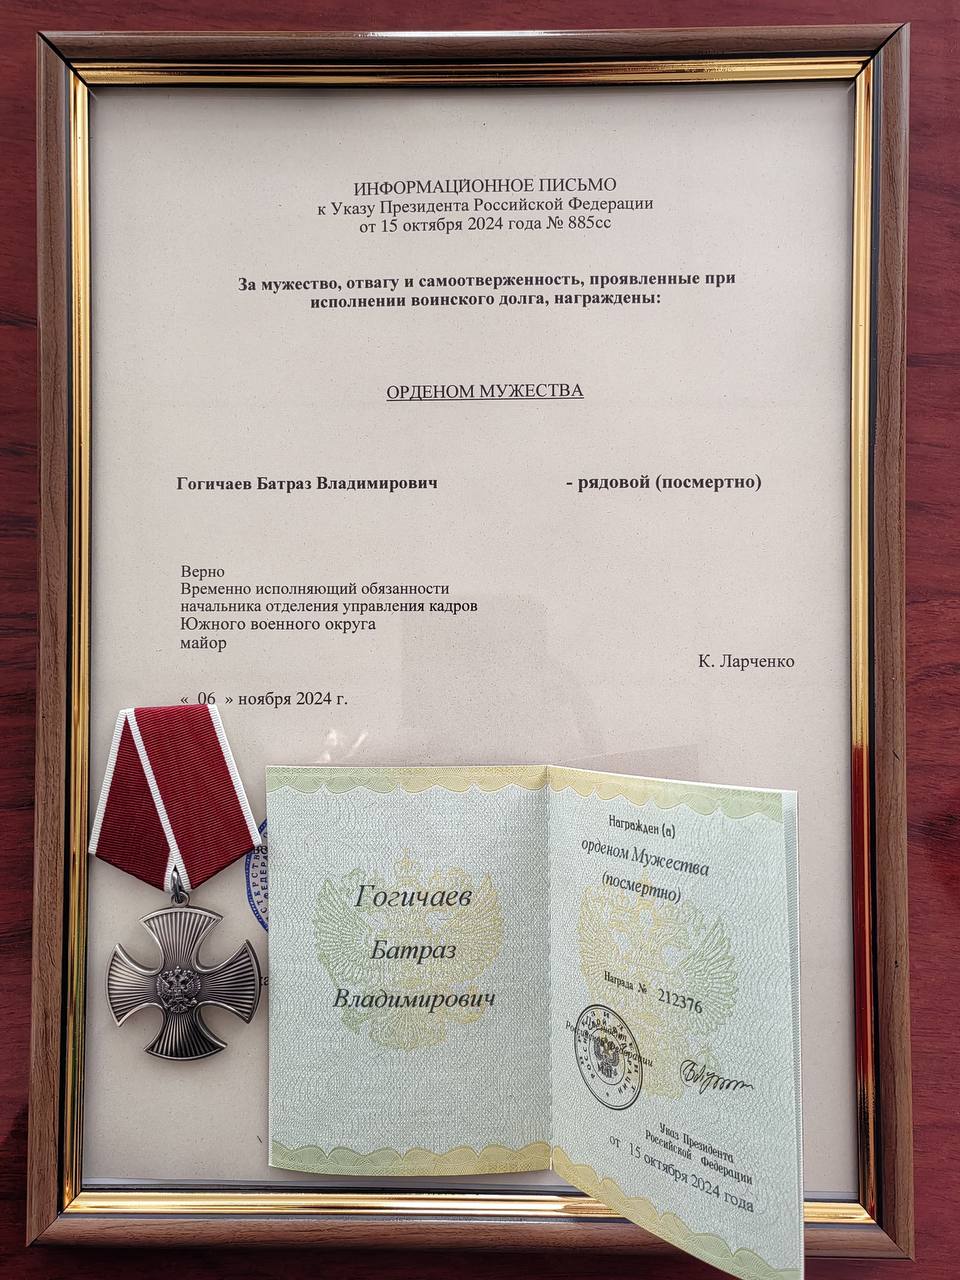 ИНФОРМАЦИОННОЕ ПИСЬМО
к Указу Президента Российской Федерации
от 15 октября 2024 года № 885сс
За мужество, отвагу и самоотверженность, проявленные при
исполнении воинского долга, награждены:
ОРДЕНОМ МУЖЕСТВА
Гогичаев Батраз Владимирович - рядовой (посмертно)
Верно
Временно исполняющий обязанности
начальника отделения управления кадров
Южного военного округа
майор
К. Ларченко
« 06 » ноября 2024 г.
Гогичаев
Батраз
Владимирович
Награжден (а)
орденом Мужества
(посмертно)
Награда № 212376
Президент
Российской Федерации
Указ Президента
Российской Федерации
от 15 октября 2024 года